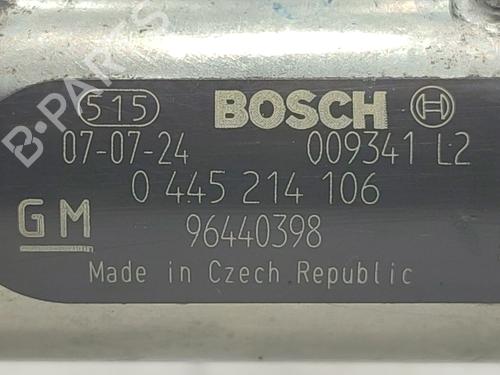 515 BOSCH
07-07-24 009341 L2
0 445 214 106
GM 96440398
Made in Czech Republic
B-PARTS